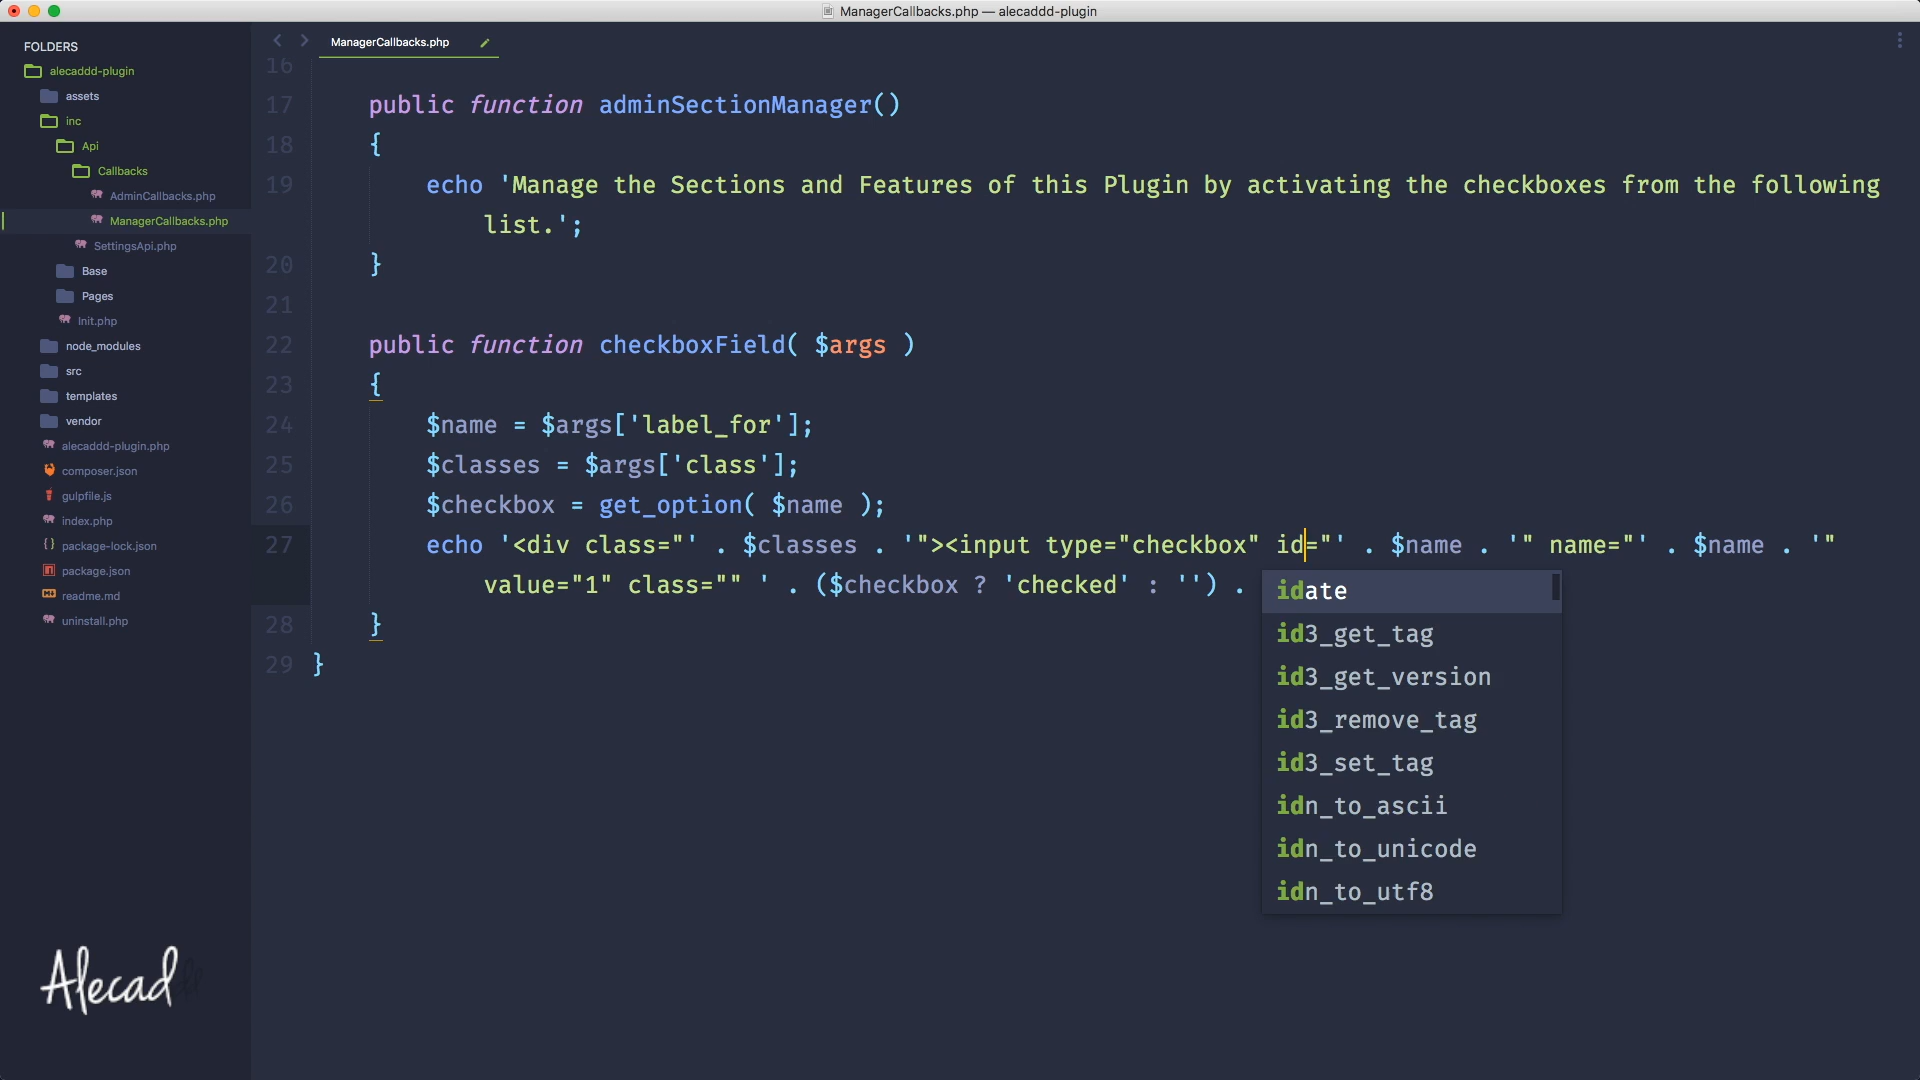 ManagerCallbacks.php — alecaddd-plugin
FOLDERS
alecaddd-plugin
assets
inc
Api
Callbacks
AdminCallbacks.php
ManagerCallbacks.php
SettingsApi.php
Base
Pages
Init.php
node_modules
src
templates
vendor
alecaddd-plugin.php
composer.json
gulpfile.js
index.php
package-lock.json
package.json
readme.md
uninstall.php
Alecad
ManagerCallbacks.php
16
17 public function adminSectionManager()
18 {
19 echo 'Manage the Sections and Features of this Plugin by activating the checkboxes from the following
list.';
20 }
21
22 public function checkboxField( $args )
23 {
24 $name = $args['label_for'];
25 $classes = $args['class'];
26 $checkbox = get_option( $name );
27 echo '<div class="' . $classes . '"><input type="checkbox" id="' . $name . '" name="' . $name . '"
value="1" class="" ' . ($checkbox ? 'checked' : '') .
28 }
29 }
idate
id3_get_tag
id3_get_version
id3_remove_tag
id3_set_tag
idn_to_ascii
idn_to_unicode
idn_to_utf8